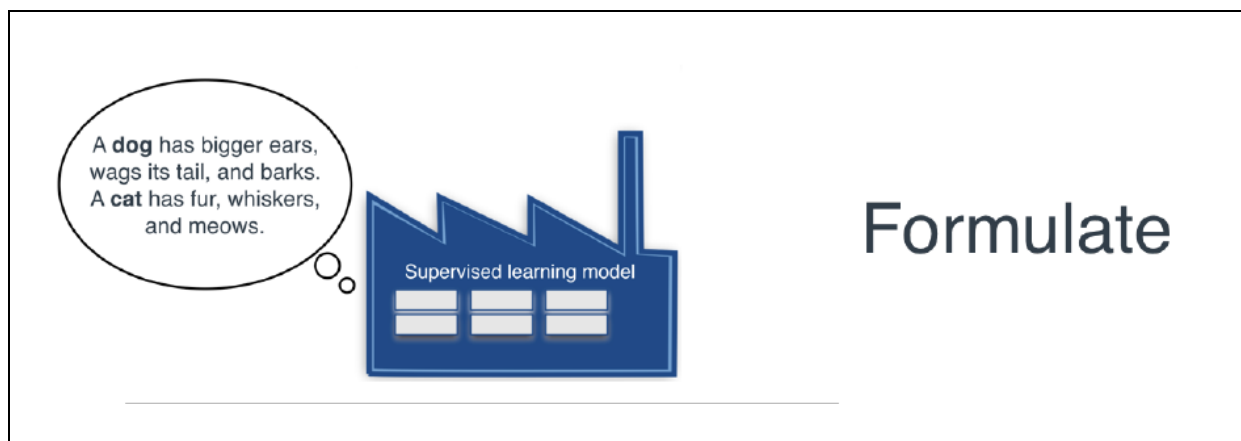 A dog has bigger ears,
wags its tail, and barks.
A cat has fur, whiskers,
and meows.
Supervised learning model
Formulate